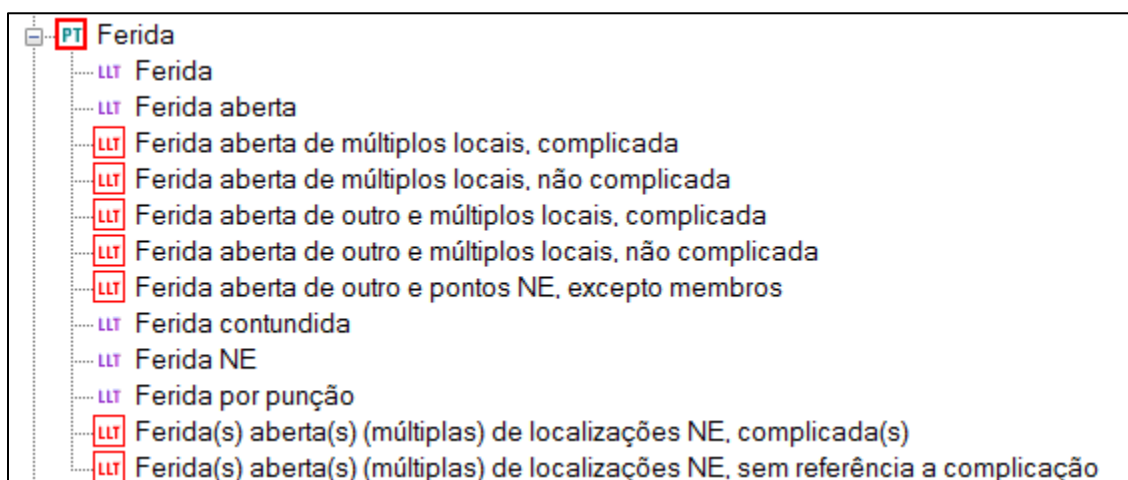 PT Ferida
LLT Ferida
LLT Ferida aberta
LLT Ferida aberta de múltiplos locais, complicada
LLT Ferida aberta de múltiplos locais, não complicada
LLT Ferida aberta de outro e múltiplos locais, complicada
LLT Ferida aberta de outro e múltiplos locais, não complicada
LLT Ferida aberta de outro e pontos NE, excepto membros
LLT Ferida contundida
LLT Ferida NE
LLT Ferida por punção
LLT Ferida(s) aberta(s) (múltiplas) de localizações NE, complicada(s)
LLT Ferida(s) aberta(s) (múltiplas) de localizações NE, sem referência a complicação